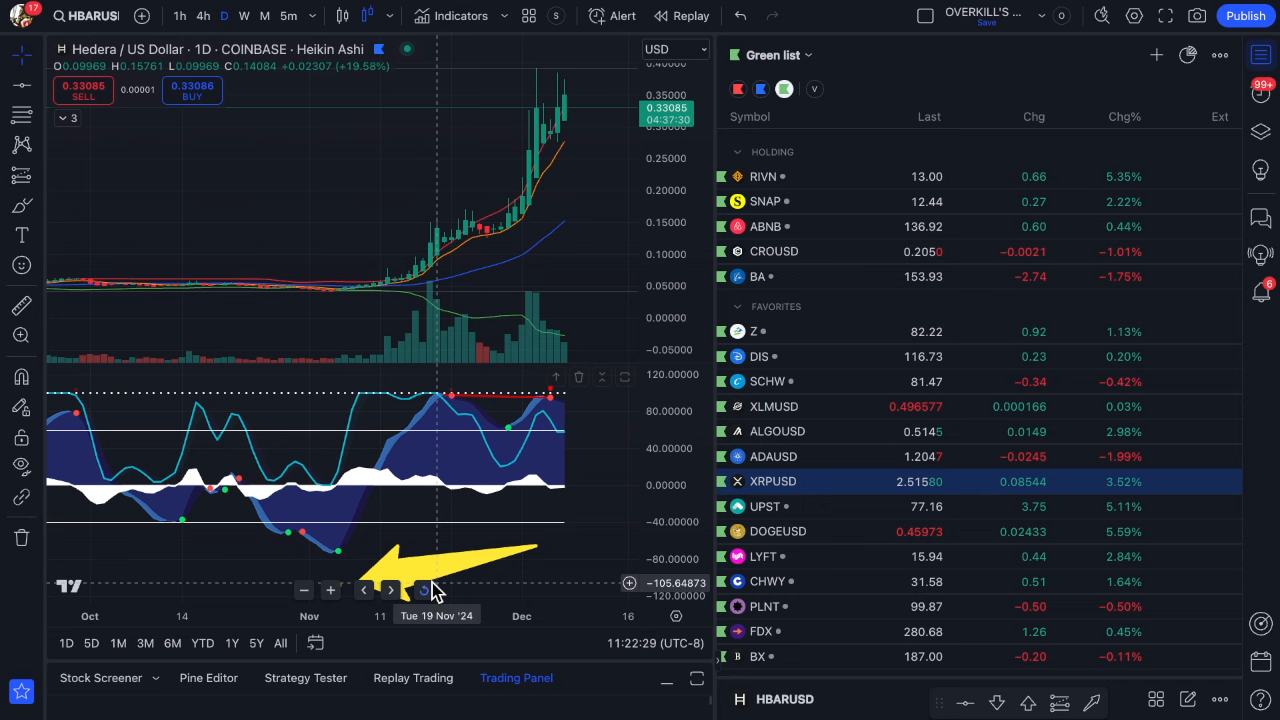 17
HBARUSD
1h 4h D W M 5m
Indicators
S
Alert
Replay
OVERKILL'S ...
Save
O
Publish
Hedera / US Dollar · 1D · COINBASE · Heikin Ashi
USD
O0.09969 H0.15761 L0.09969 C0.14084 +0.02307 (+19.58%)
0.33085
SELL
0.00001
0.33086
BUY
3
0.40000
0.35000
0.33085
04:37:30
0.30000
0.25000
0.20000
0.15000
0.10000
0.05000
0.00000
−0.05000
120.00000
80.00000
40.00000
0.00000
−40.00000
−80.00000
−105.64873
−120.00000
Oct 14 Nov 11 Tue 19 Nov '24 Dec 16
1D 5D 1M 3M 6M YTD 1Y 5Y All
11:22:29 (UTC-8)
Stock Screener Pine Editor Strategy Tester Replay Trading Trading Panel
Green list
V
Symbol Last Chg Chg% Ext
HOLDING
RIVN 13.00 0.66 5.35%
SNAP 12.44 0.27 2.22%
ABNB 136.92 0.60 0.44%
CROUSD 0.2050 −0.0021 −1.01%
BA 153.93 −2.74 −1.75%
FAVORITES
Z 82.22 0.92 1.13%
DIS 116.73 0.23 0.20%
SCHW 81.47 −0.34 −0.42%
XLMUSD 0.496577 0.000166 0.03%
ALGOUSD 0.5145 0.0149 2.98%
ADAUSD 1.2047 −0.0245 −1.99%
XRPUSD 2.51580 0.08544 3.52%
UPST 77.16 3.75 5.11%
DOGEUSD 0.45973 0.02433 5.59%
LYFT 15.94 0.44 2.84%
CHWY 31.58 0.51 1.64%
PLNT 99.87 −0.50 −0.50%
FDX 280.68 1.26 0.45%
B BX 187.00 −0.20 −0.11%
H HBARUSD
99+
6